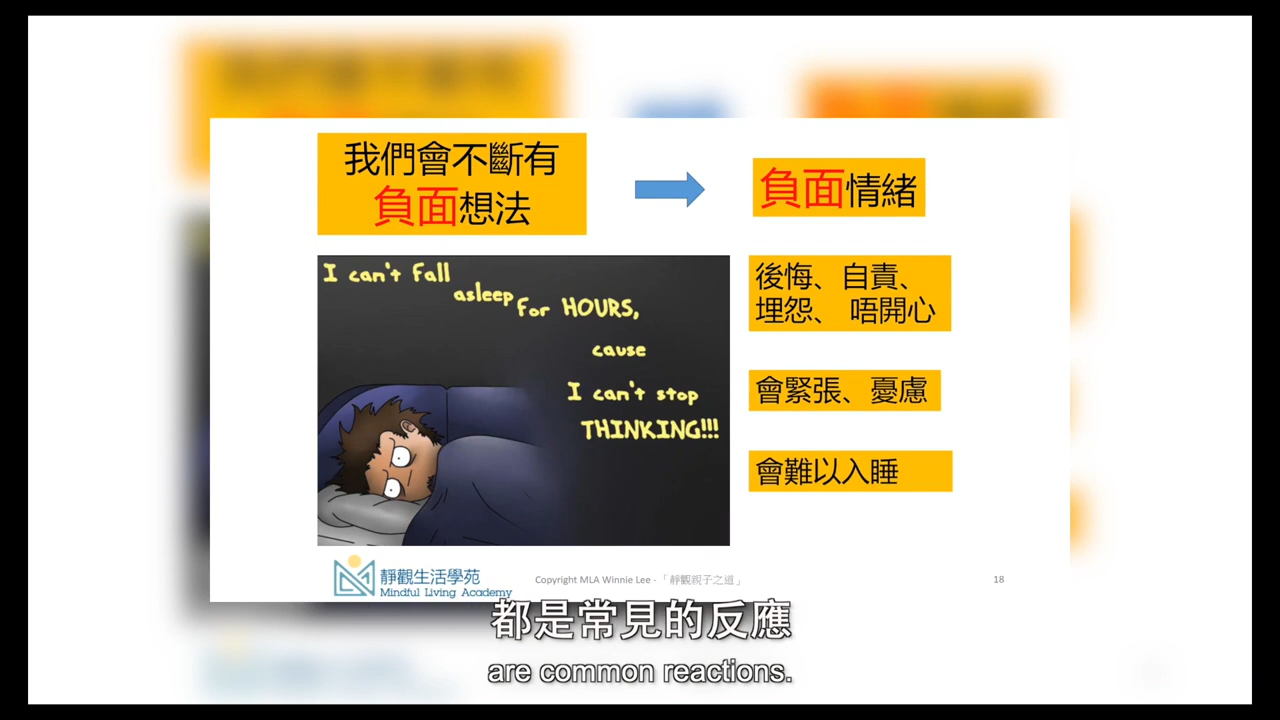 我們會不斷有
負面想法
負面情緒
I can't fall
asleep for HOURS,
cause
I can't stop
THINKING!!!
後悔、自責、
埋怨、 唔開心
會緊張、憂慮
會難以入睡
靜觀生活學苑
Mindful Living Academy
Copyright MLA Winnie Lee -「靜觀親子之道」
18
都是常見的反應
are common reactions.